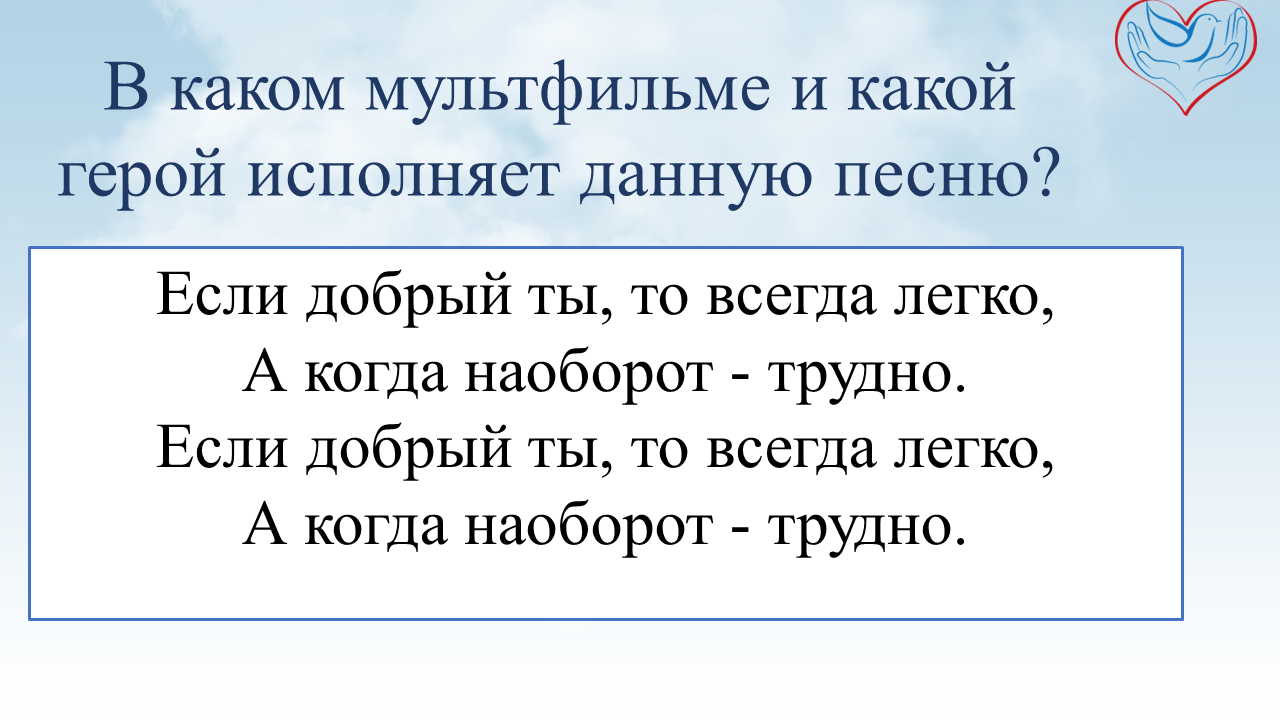 В каком мультфильме и какой
герой исполняет данную песню?
Если добрый ты, то всегда легко,
А когда наоборот - трудно.
Если добрый ты, то всегда легко,
А когда наоборот - трудно.